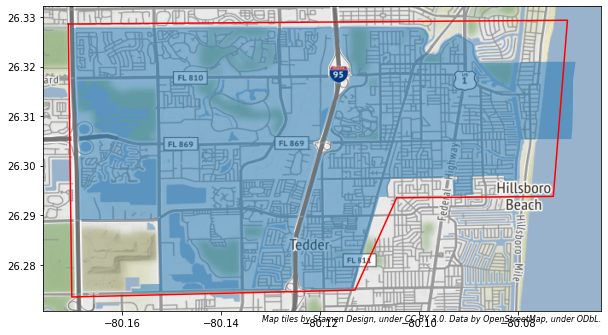 26.33
26.32
26.31
26.30
26.29
26.28
FL 810
95
1
FL 869
FL 869
Federal Highway
Hillsboro
Beach
Hillsboro-Mile
Tedder
FL 811
−80.16
−80.14
−80.12
−80.10
−80.08
Map tiles by Stamen Design, under CC BY 3.0. Data by OpenStreetMap, under ODbL.